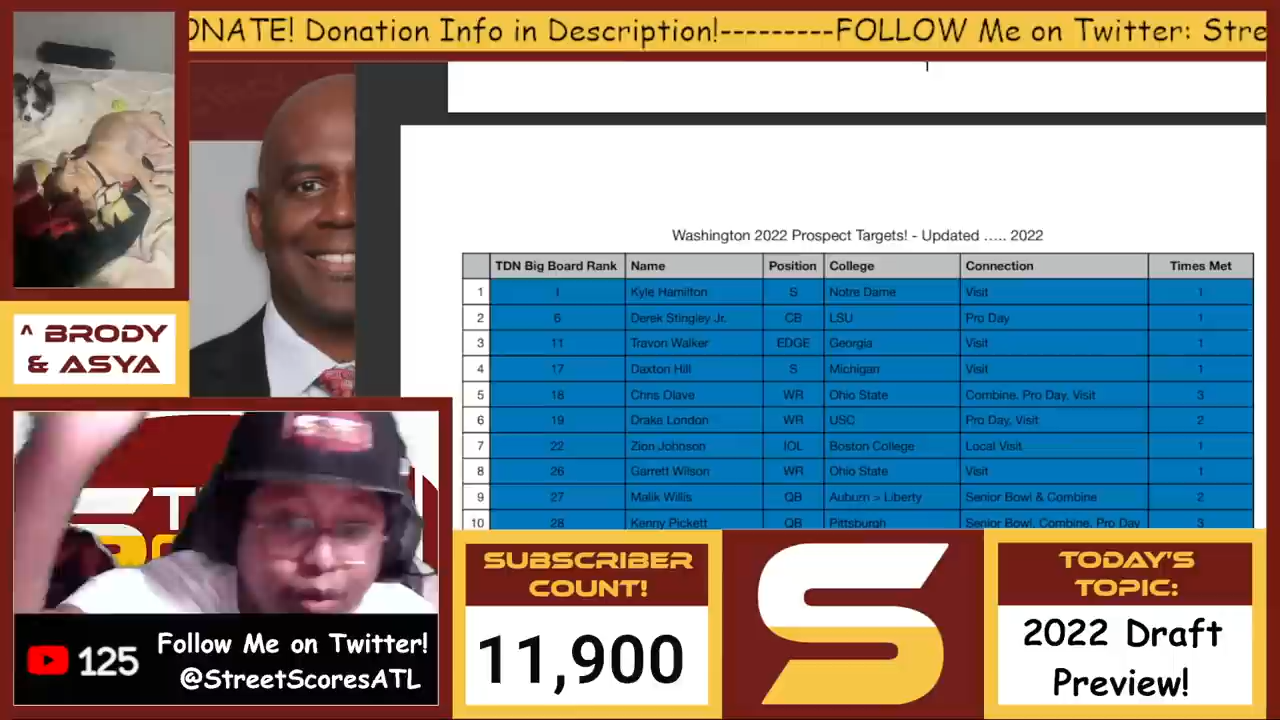 ONATE! Donation Info in Description!---------FOLLOW Me on Twitter: Stre
Washington 2022 Prospect Targets! - Updated ..... 2022
TDN Big Board Rank Name Position College Connection Times Met
1 1 Kyle Hamilton S Notre Dame Visit 1
2 6 Derek Stingley Jr. CB LSU Pro Day 1
3 11 Travon Walker EDGE Georgia Visit 1
4 17 Daxton Hill S Michigan Visit 1
5 18 Chris Olave WR Ohio State Combine, Pro Day, Visit 3
6 19 Drake London WR USC Pro Day, Visit 2
7 22 Zion Johnson IOL Boston College Local Visit 1
8 26 Garrett Wilson WR Ohio State Visit 1
9 27 Malik Willis QB Auburn > Liberty Senior Bowl & Combine 2
10 28 Kenny Pickett QB Pittsburgh Senior Bowl, Combine, Pro Day 3
^ BRODY
& ASYA
125
Follow Me on Twitter!
@StreetScoresATL
SUBSCRIBER
COUNT!
11,900
S
TODAY'S
TOPIC:
2022 Draft
Preview!